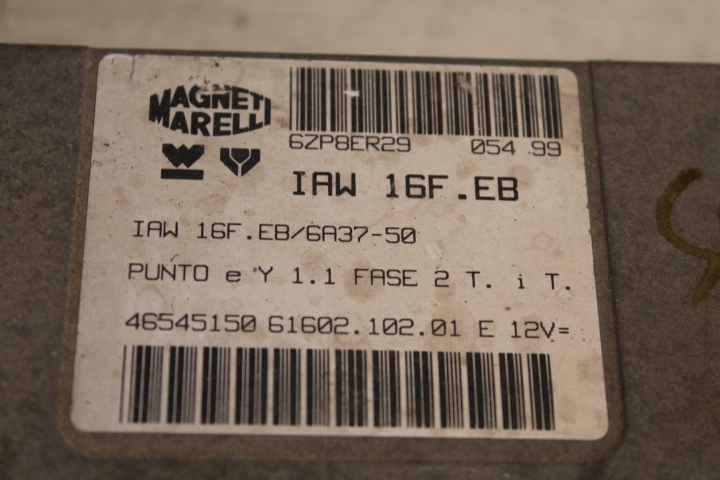 MAGNETI
MARELLI
6ZP8ER29 054 99
IAW 16F.EB
IAW 16F.EB/6A37-50
PUNTO e Y 1.1 FASE 2 T. i T.
46545150 61602.102.01 E 12V=